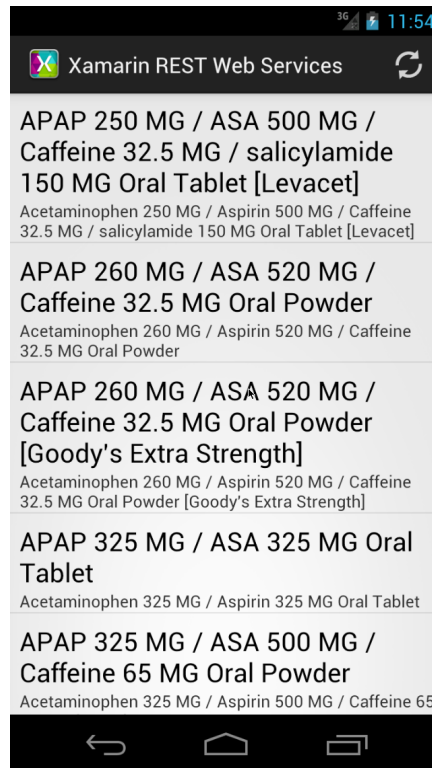 3G 11:54
Xamarin REST Web Services
APAP 250 MG / ASA 500 MG /
Caffeine 32.5 MG / salicylamide
150 MG Oral Tablet [Levacet]
Acetaminophen 250 MG / Aspirin 500 MG / Caffeine
32.5 MG / salicylamide 150 MG Oral Tablet [Levacet]
APAP 260 MG / ASA 520 MG /
Caffeine 32.5 MG Oral Powder
Acetaminophen 260 MG / Aspirin 520 MG / Caffeine
32.5 MG Oral Powder
APAP 260 MG / ASA 520 MG /
Caffeine 32.5 MG Oral Powder
[Goody's Extra Strength]
Acetaminophen 260 MG / Aspirin 520 MG / Caffeine
32.5 MG Oral Powder [Goody's Extra Strength]
APAP 325 MG / ASA 325 MG Oral
Tablet
Acetaminophen 325 MG / Aspirin 325 MG Oral Tablet
APAP 325 MG / ASA 500 MG /
Caffeine 65 MG Oral Powder
Acetaminophen 325 MG / Aspirin 500 MG / Caffeine 65